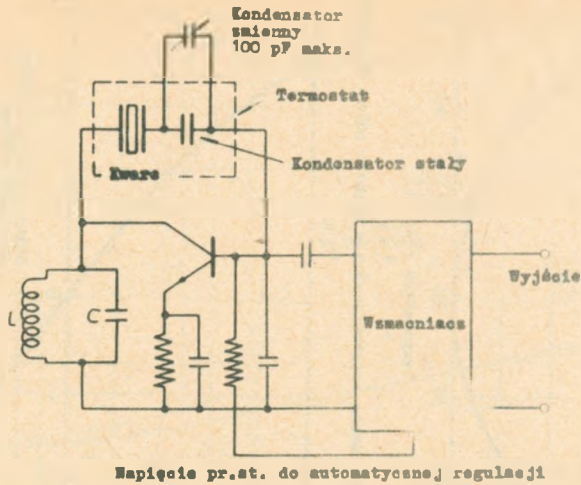 Kondensator
zmienny
100 pF maks.
Termostat
Kondensator stały
Kwarc
L
C
Wyjście
Wzmacniacz
Napięcie pr.st. do automatycznej regulacji